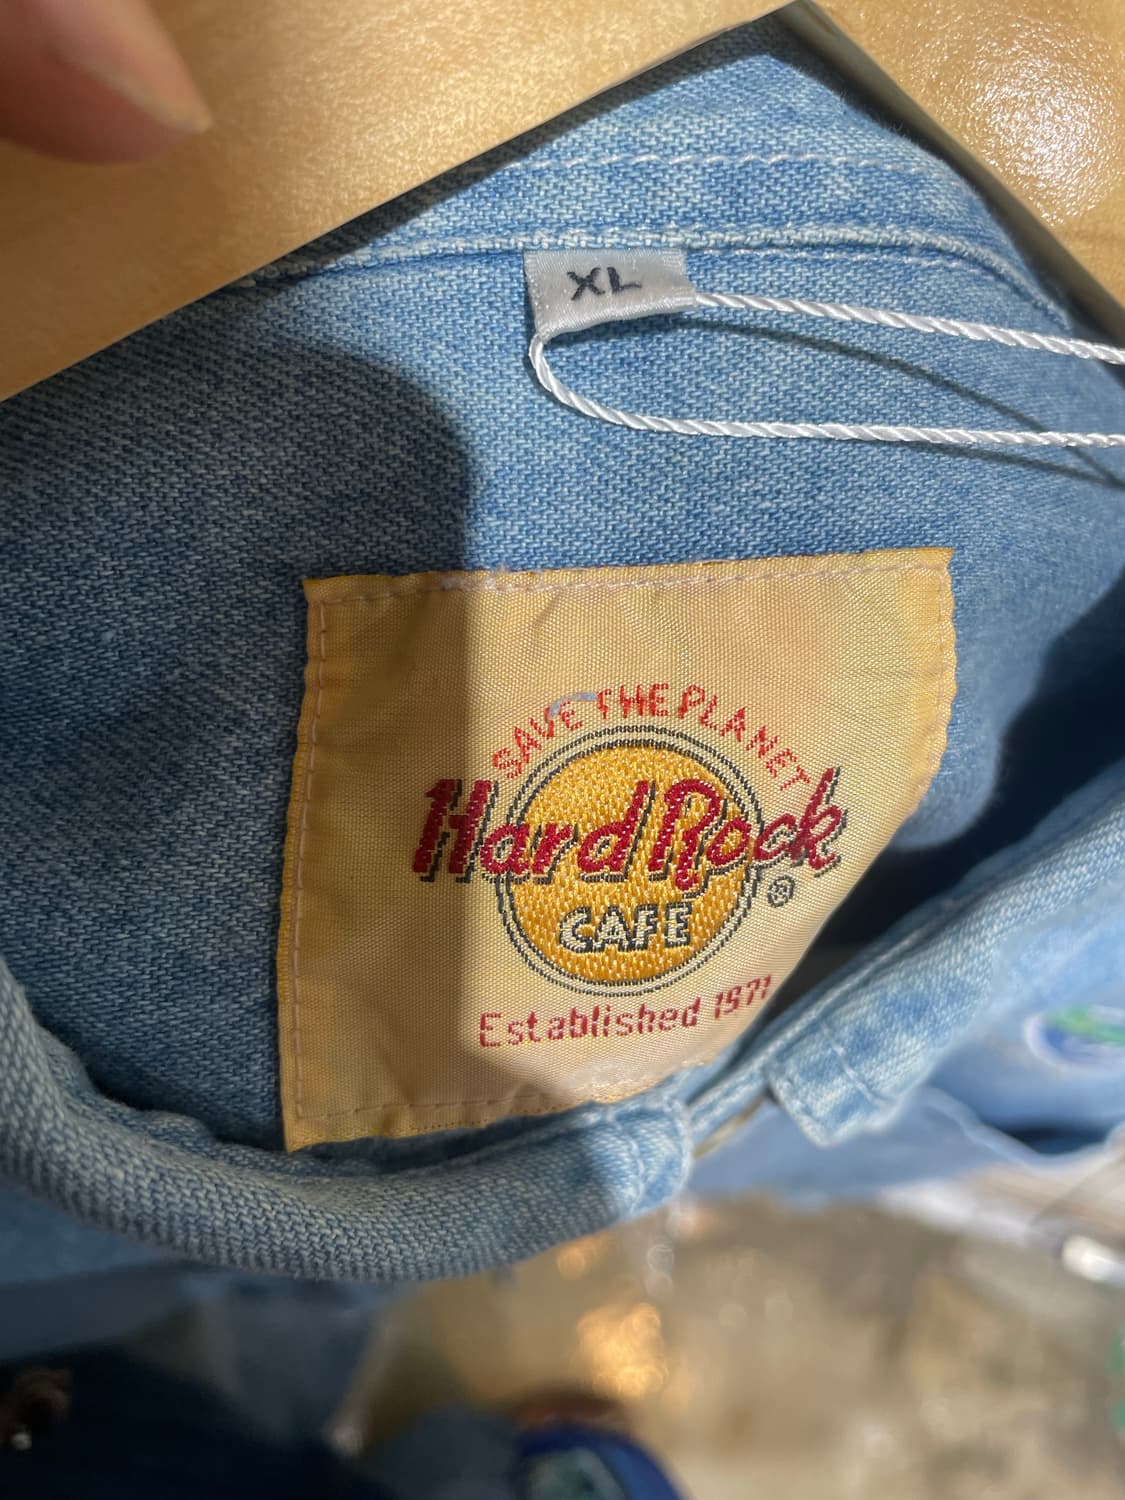 XL
SAVE THE PLANET
Hard Rock
®
CAFE
Established 1971